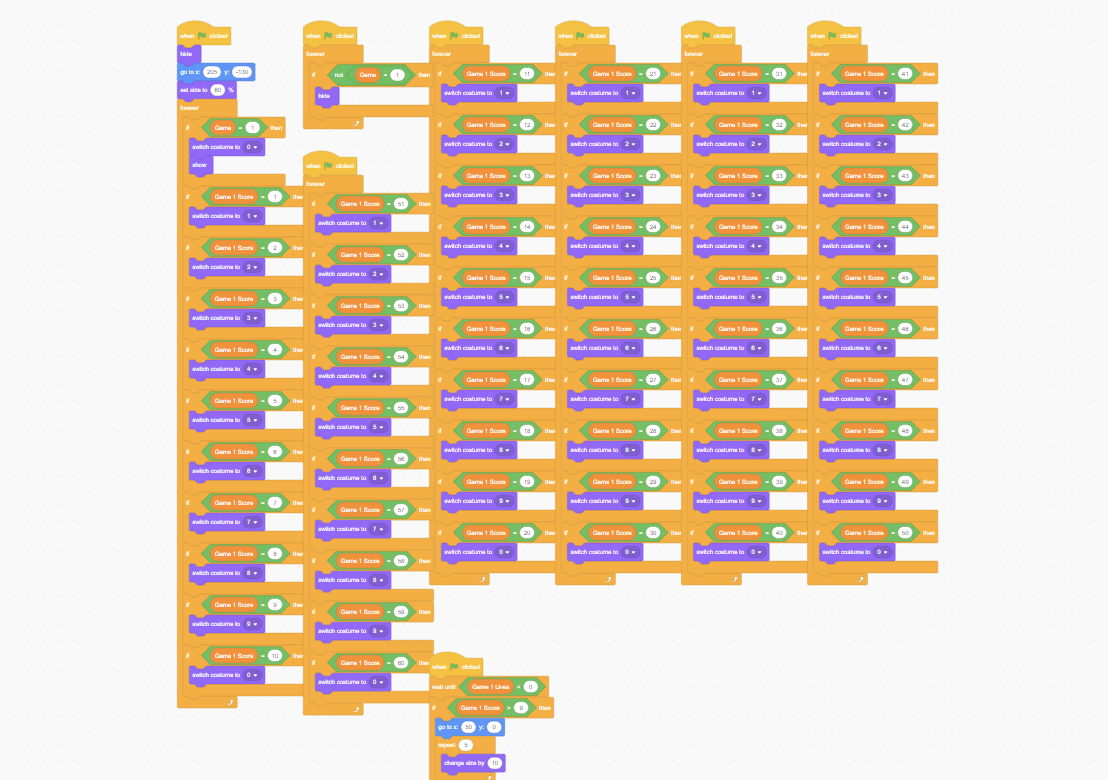 when clicked
hide
go to x: 205 y: -130
set size to 60 %
forever
if Game = 1 then
switch costume to 0
show
if Game 1 Score = 1 then
switch costume to 1
if Game 1 Score = 2 then
switch costume to 2
if Game 1 Score = 3 then
switch costume to 3
if Game 1 Score = 4 then
switch costume to 4
if Game 1 Score = 5 then
switch costume to 5
if Game 1 Score = 6 then
switch costume to 6
if Game 1 Score = 7 then
switch costume to 7
if Game 1 Score = 8 then
switch costume to 8
if Game 1 Score = 9 then
switch costume to 9
if Game 1 Score = 10 then
switch costume to 0
when clicked
forever
if not Game = 1 then
hide
when clicked
forever
if Game 1 Score = 51 then
switch costume to 1
if Game 1 Score = 52 then
switch costume to 2
if Game 1 Score = 53 then
switch costume to 3
if Game 1 Score = 54 then
switch costume to 4
if Game 1 Score = 55 then
switch costume to 5
if Game 1 Score = 56 then
switch costume to 6
if Game 1 Score = 57 then
switch costume to 7
if Game 1 Score = 58 then
switch costume to 8
if Game 1 Score = 59 then
switch costume to 9
if Game 1 Score = 60 then
switch costume to 0
when clicked
forever
if Game 1 Score = 11 then
switch costume to 1
if Game 1 Score = 12 then
switch costume to 2
if Game 1 Score = 13 then
switch costume to 3
if Game 1 Score = 14 then
switch costume to 4
if Game 1 Score = 15 then
switch costume to 5
if Game 1 Score = 16 then
switch costume to 6
if Game 1 Score = 17 then
switch costume to 7
if Game 1 Score = 18 then
switch costume to 8
if Game 1 Score = 19 then
switch costume to 9
if Game 1 Score = 20 then
switch costume to 0
when clicked
forever
if Game 1 Score = 21 then
switch costume to 1
if Game 1 Score = 22 then
switch costume to 2
if Game 1 Score = 23 then
switch costume to 3
if Game 1 Score = 24 then
switch costume to 4
if Game 1 Score = 25 then
switch costume to 5
if Game 1 Score = 26 then
switch costume to 6
if Game 1 Score = 27 then
switch costume to 7
if Game 1 Score = 28 then
switch costume to 8
if Game 1 Score = 29 then
switch costume to 9
if Game 1 Score = 30 then
switch costume to 0
when clicked
forever
if Game 1 Score = 31 then
switch costume to 1
if Game 1 Score = 32 then
switch costume to 2
if Game 1 Score = 33 then
switch costume to 3
if Game 1 Score = 34 then
switch costume to 4
if Game 1 Score = 35 then
switch costume to 5
if Game 1 Score = 36 then
switch costume to 6
if Game 1 Score = 37 then
switch costume to 7
if Game 1 Score = 38 then
switch costume to 8
if Game 1 Score = 39 then
switch costume to 9
if Game 1 Score = 40 then
switch costume to 0
when clicked
forever
if Game 1 Score = 41 then
switch costume to 1
if Game 1 Score = 42 then
switch costume to 2
if Game 1 Score = 43 then
switch costume to 3
if Game 1 Score = 44 then
switch costume to 4
if Game 1 Score = 45 then
switch costume to 5
if Game 1 Score = 46 then
switch costume to 6
if Game 1 Score = 47 then
switch costume to 7
if Game 1 Score = 48 then
switch costume to 8
if Game 1 Score = 49 then
switch costume to 9
if Game 1 Score = 50 then
switch costume to 0
when clicked
wait until Game 1 Lives < 0
if Game 1 Score > 9 then
go to x: 50 y: 0
repeat 5
change size by 10